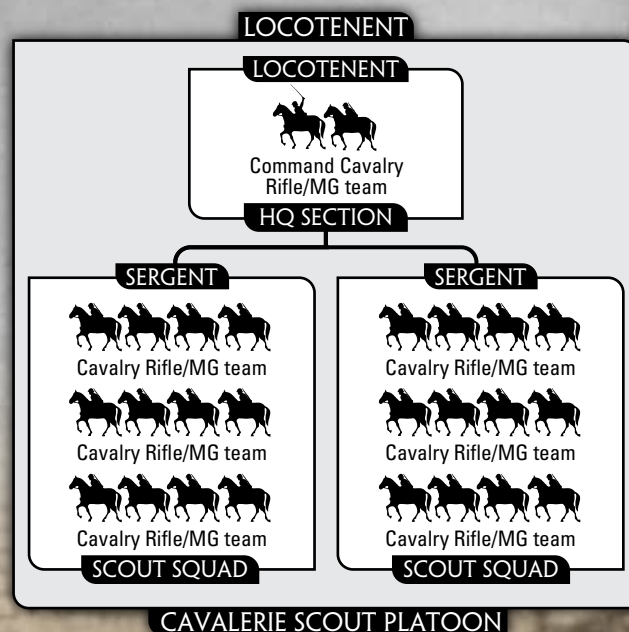 LOCOTENENT
LOCOTENENT
Command Cavalry
Rifle/MG team
HQ SECTION
SERGENT
Cavalry Rifle/MG team
Cavalry Rifle/MG team
Cavalry Rifle/MG team
SCOUT SQUAD
SERGENT
Cavalry Rifle/MG team
Cavalry Rifle/MG team
Cavalry Rifle/MG team
SCOUT SQUAD
CAVALERIE SCOUT PLATOON